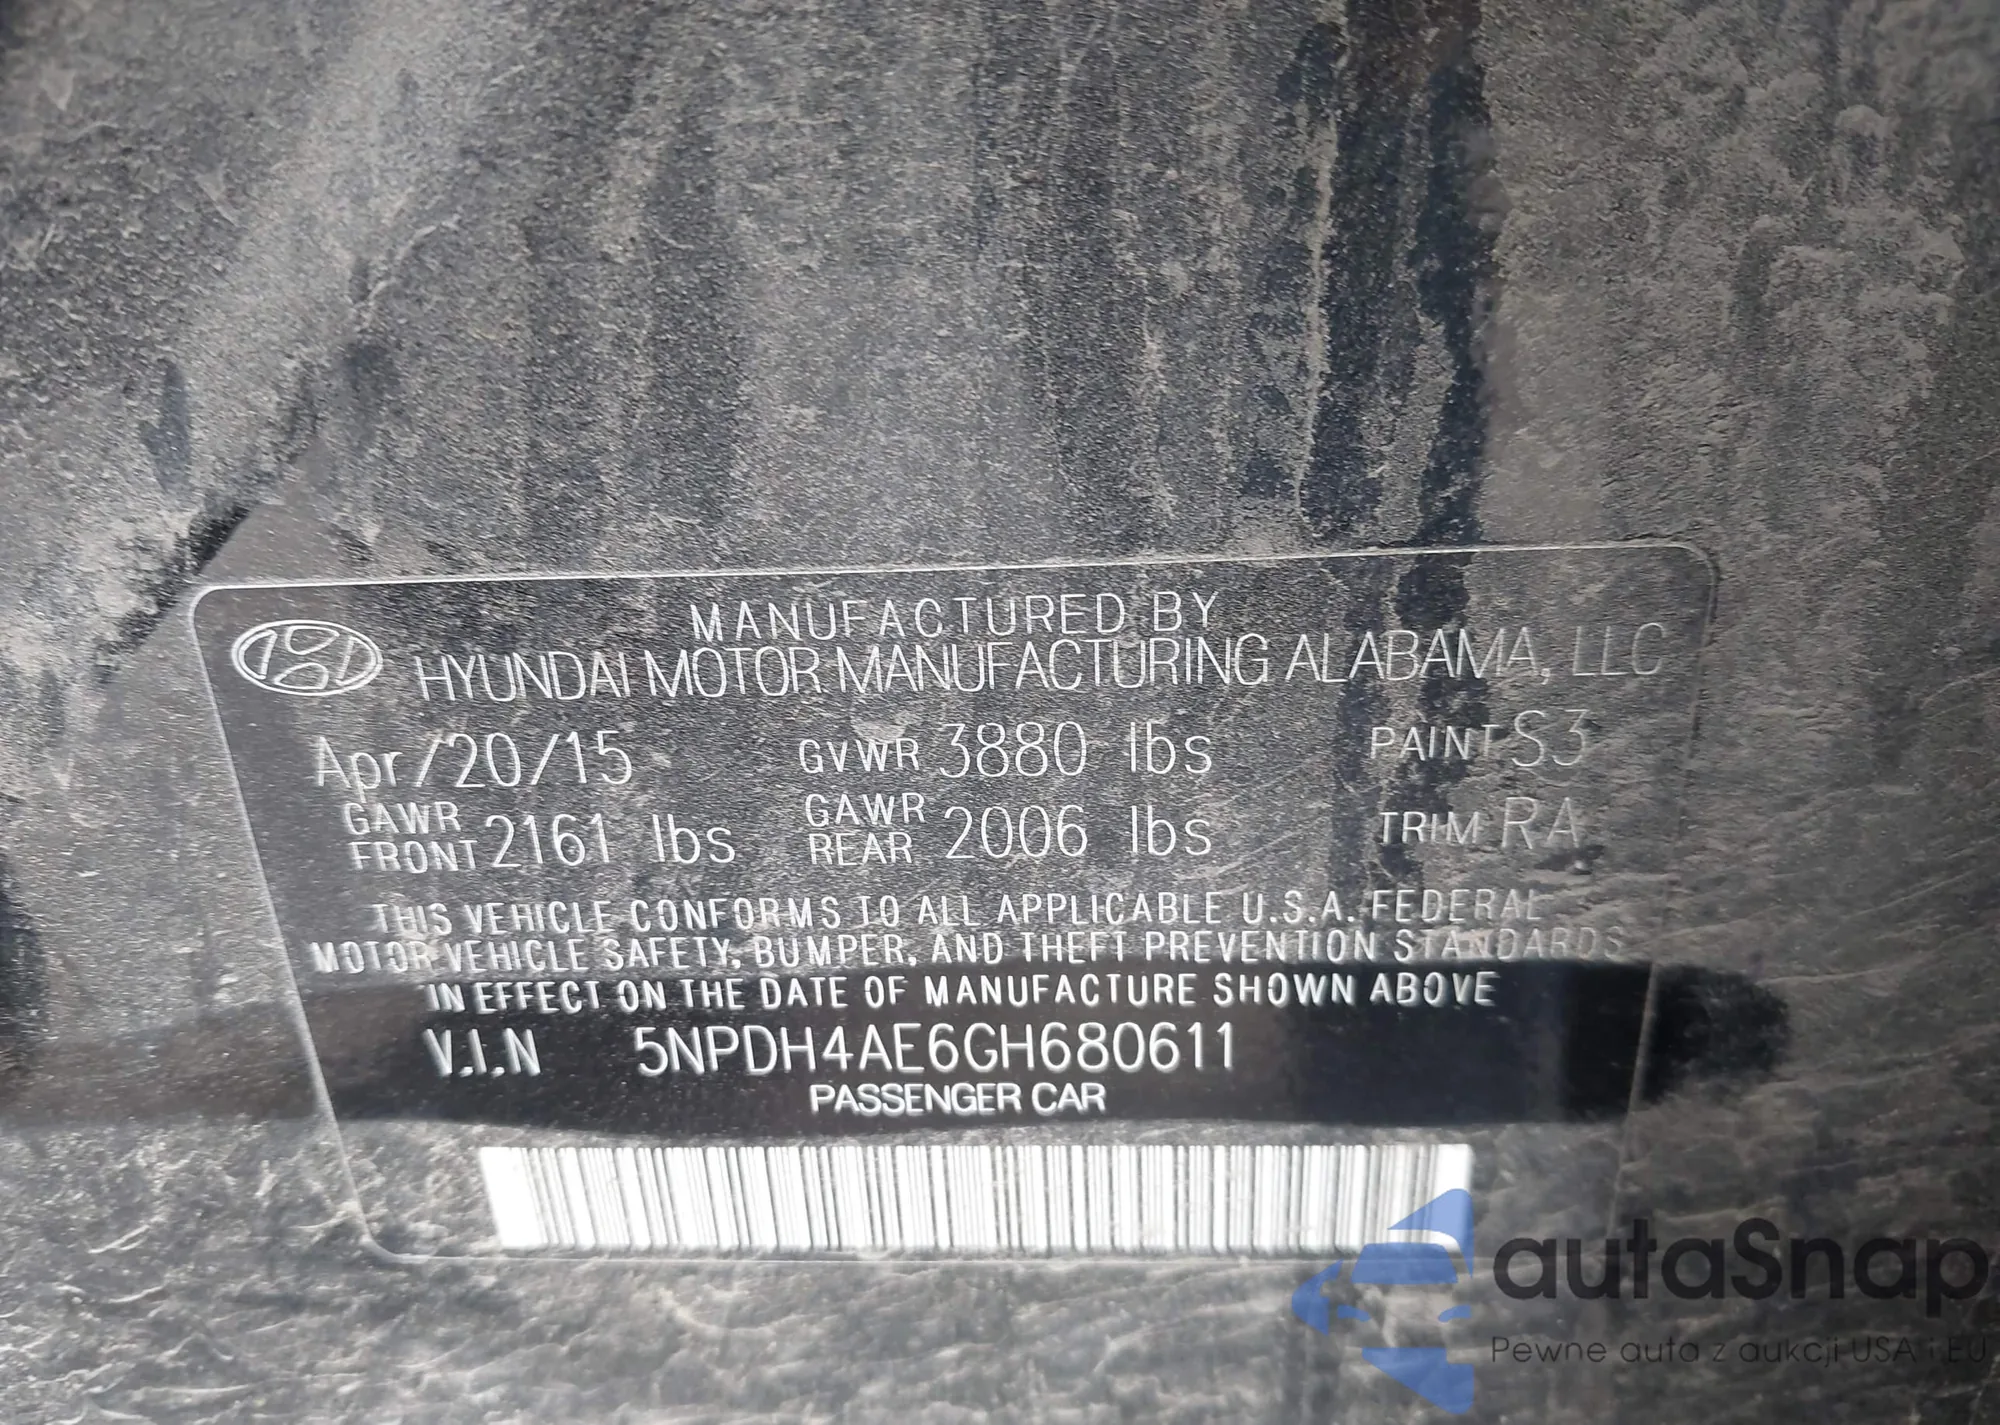 MANUFACTURED BY
HYUNDAI MOTOR MANUFACTURING ALABAMA, LLC
Apr/20/15 GVWR 3880 lbs PAINT S3
GAWR FRONT 2161 lbs GAWR REAR 2006 lbs TRIM RA
THIS VEHICLE CONFORMS TO ALL APPLICABLE U.S.A. FEDERAL
MOTOR VEHICLE SAFETY, BUMPER, AND THEFT PREVENTION STANDARDS
IN EFFECT ON THE DATE OF MANUFACTURE SHOWN ABOVE
V.I.N 5NPDH4AE6GH680611
PASSENGER CAR
autaSnap
Pewne auta z aukcji USA i EU